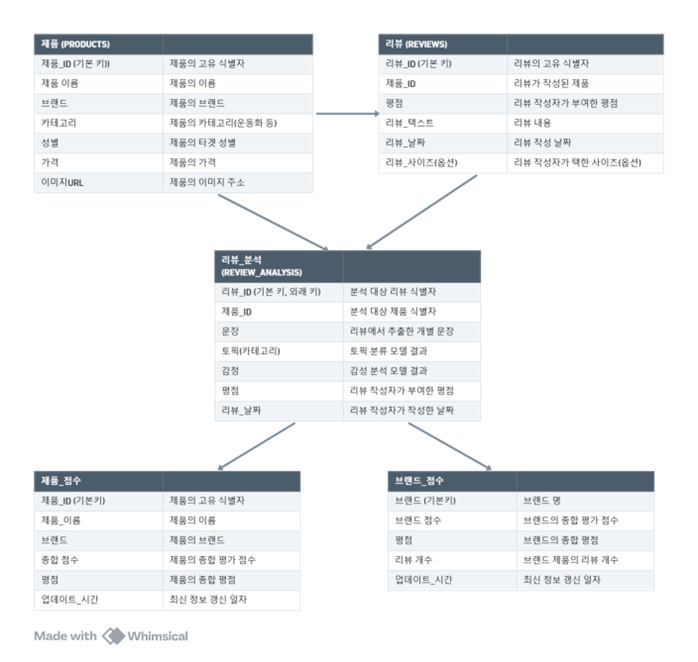 제품 (PRODUCTS)
제품_ID (기본 키)) 제품의 고유 식별자
제품 이름 제품의 이름
브랜드 제품의 브랜드
카테고리 제품의 카테고리(운동화 등)
성별 제품의 타겟 성별
가격 제품의 가격
이미지URL 제품의 이미지 주소
리뷰 (REVIEWS)
리뷰_ID (기본 키) 리뷰의 고유 식별자
제품_ID 리뷰가 작성된 제품
평점 리뷰 작성자가 부여한 평점
리뷰_텍스트 리뷰 내용
리뷰_날짜 리뷰 작성 날짜
리뷰_사이즈(옵션) 리뷰 작성자가 택한 사이즈(옵션)
리뷰_분석
(REVIEW_ANALYSIS)
리뷰_ID (기본 키, 외래 키) 분석 대상 리뷰 식별자
제품_ID 분석 대상 제품 식별자
문장 리뷰에서 추출한 개별 문장
토픽(카테고리) 토픽 분류 모델 결과
감정 감성 분석 모델 결과
평점 리뷰 작성자가 부여한 평점
리뷰_날짜 리뷰 작성자가 작성한 날짜
제품_점수
제품_ID (기본키) 제품의 고유 식별자
제품_이름 제품의 이름
브랜드 제품의 브랜드
종합 점수 제품의 종합 평가 점수
평점 제품의 종합 평점
업데이트_시간 최신 정보 갱신 일자
브랜드_점수
브랜드 (기본키) 브랜드 명
브랜드 점수 브랜드의 종합 평가 점수
평점 브랜드의 종합 평점
리뷰 개수 브랜드 제품의 리뷰 개수
업데이트_시간 최신 정보 갱신 일자
Made with Whimsical